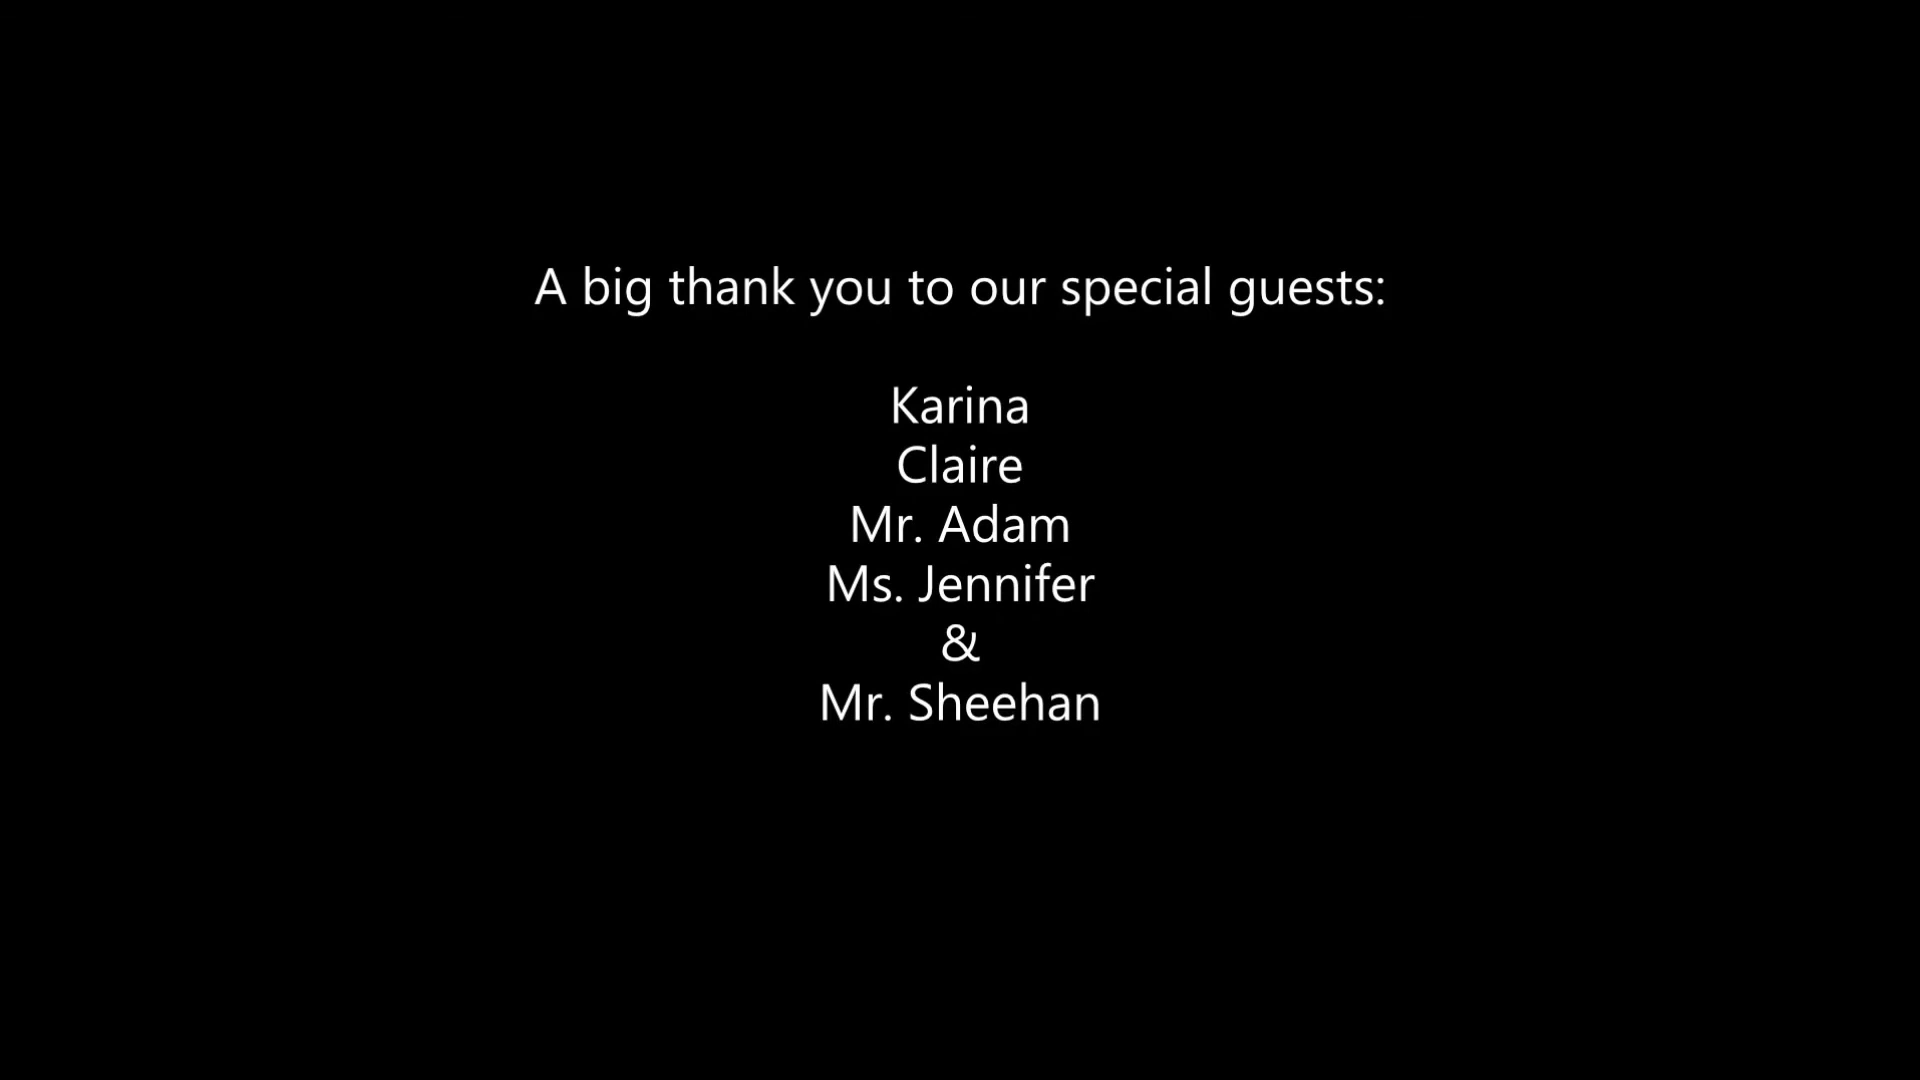 A big thank you to our special guests:
Karina
Claire
Mr. Adam
Ms. Jennifer
&
Mr. Sheehan